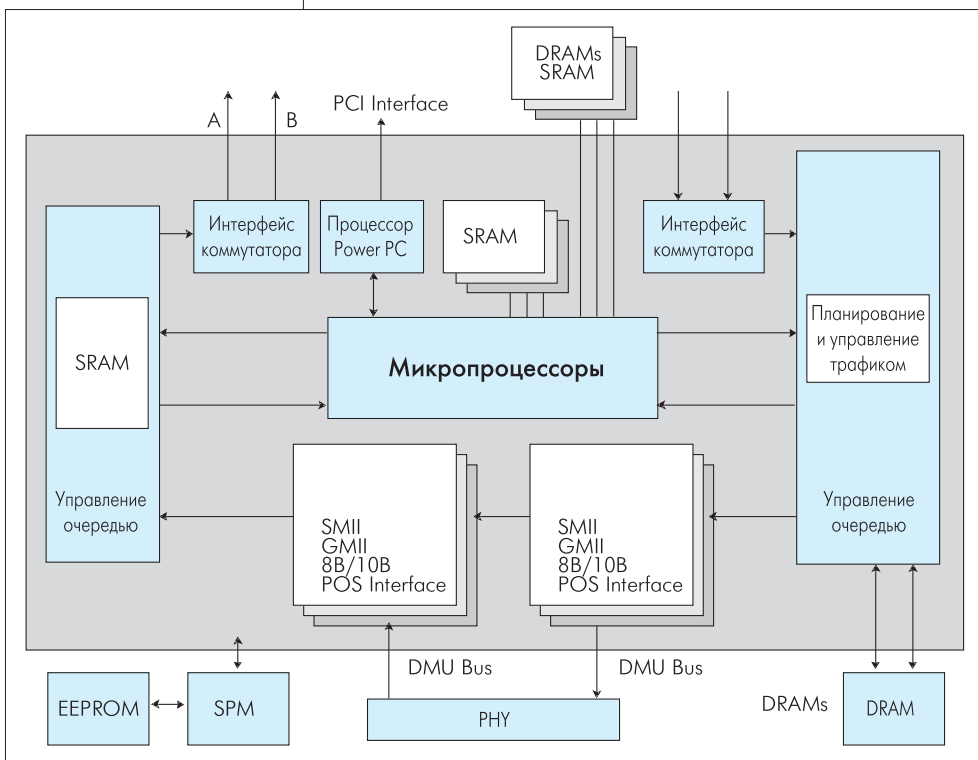 DRAMs
SRAM
A
B
PCI Interface
Интерфейс
коммутатора
Процессор
Power PC
SRAM
Интерфейс
коммутатора
SRAM
Микропроцессоры
Планирование
и управление
трафиком
Управление
очередью
SMII
GMII
8B/10B
POS Interface
SMII
GMII
8B/10B
POS Interface
Управление
очередью
DMU Bus
DMU Bus
EEPROM
SPM
PHY
DRAMs
DRAM